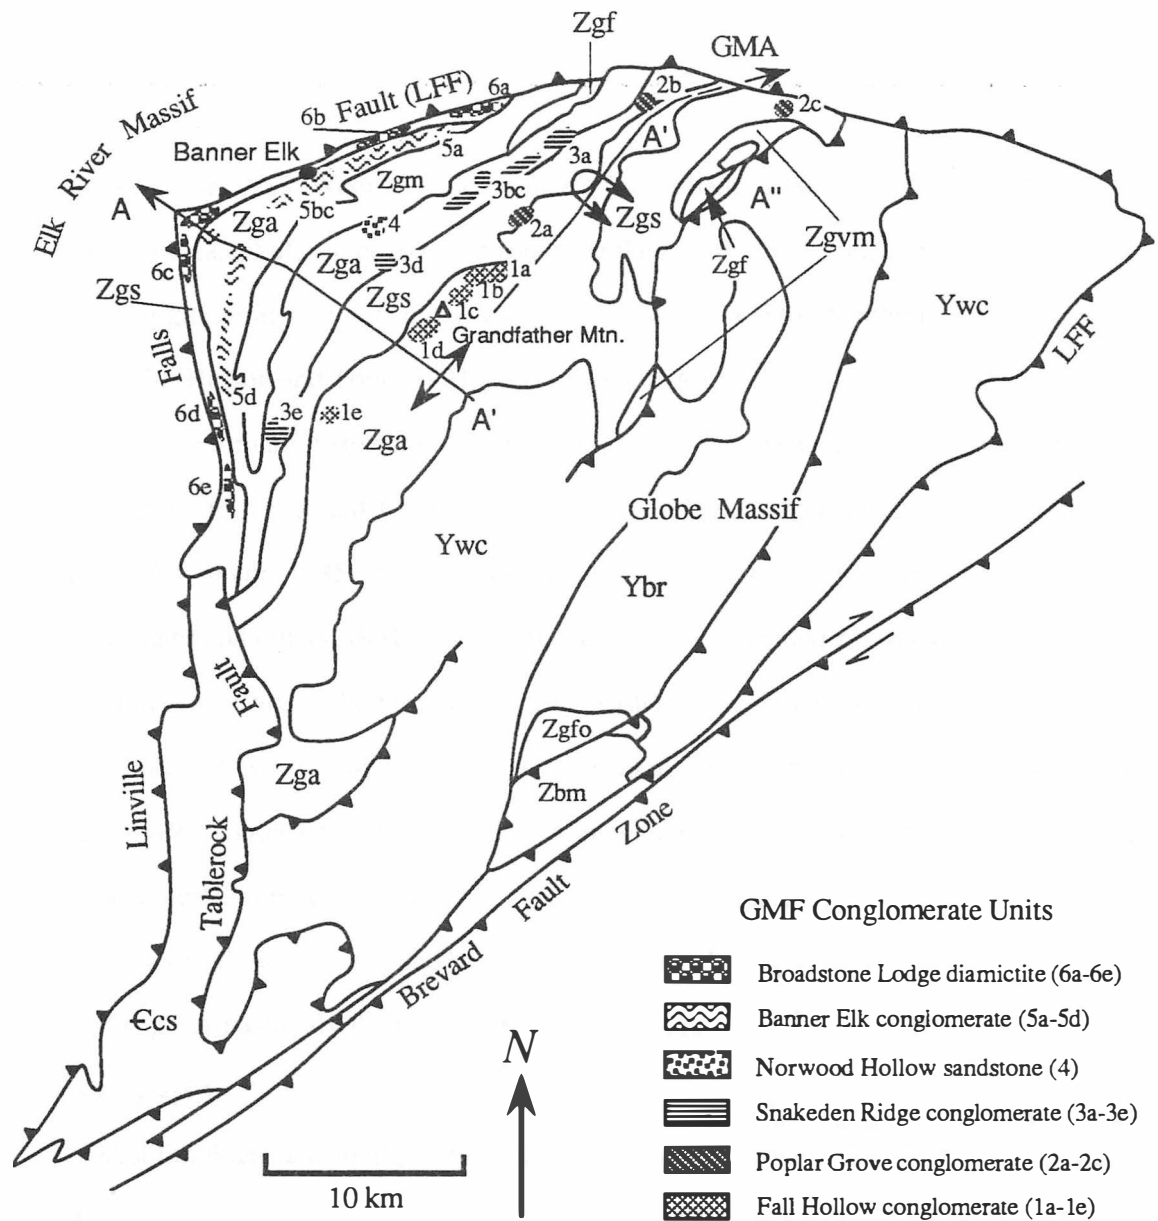 Zgf
GMA
Elk River Massif
Fault (LFF)
6a
6b
2b
2c
Banner Elk
5a
3a
A'
A
Zgm
3bc
Zgs
A"
Zga
5bc
4
2a
Zgvm
Zgf
6c
Zga
3d
1a
1b
Zgs
Zgs
1c
Ywc
Grandfather Mtn.
1d
LFF
Falls
5d
6d
3e
1e
A'
Zga
6e
Globe Massif
Ywc
Ybr
Fault
Zgfo
Zga
Zbm
Linville
Zone
Tablerock
Fault
Brevard
Єcs
N
10 km
GMF Conglomerate Units
Broadstone Lodge diamictite (6a-6e)
Banner Elk conglomerate (5a-5d)
Norwood Hollow sandstone (4)
Snakeden Ridge conglomerate (3a-3e)
Poplar Grove conglomerate (2a-2c)
Fall Hollow conglomerate (1a-1e)